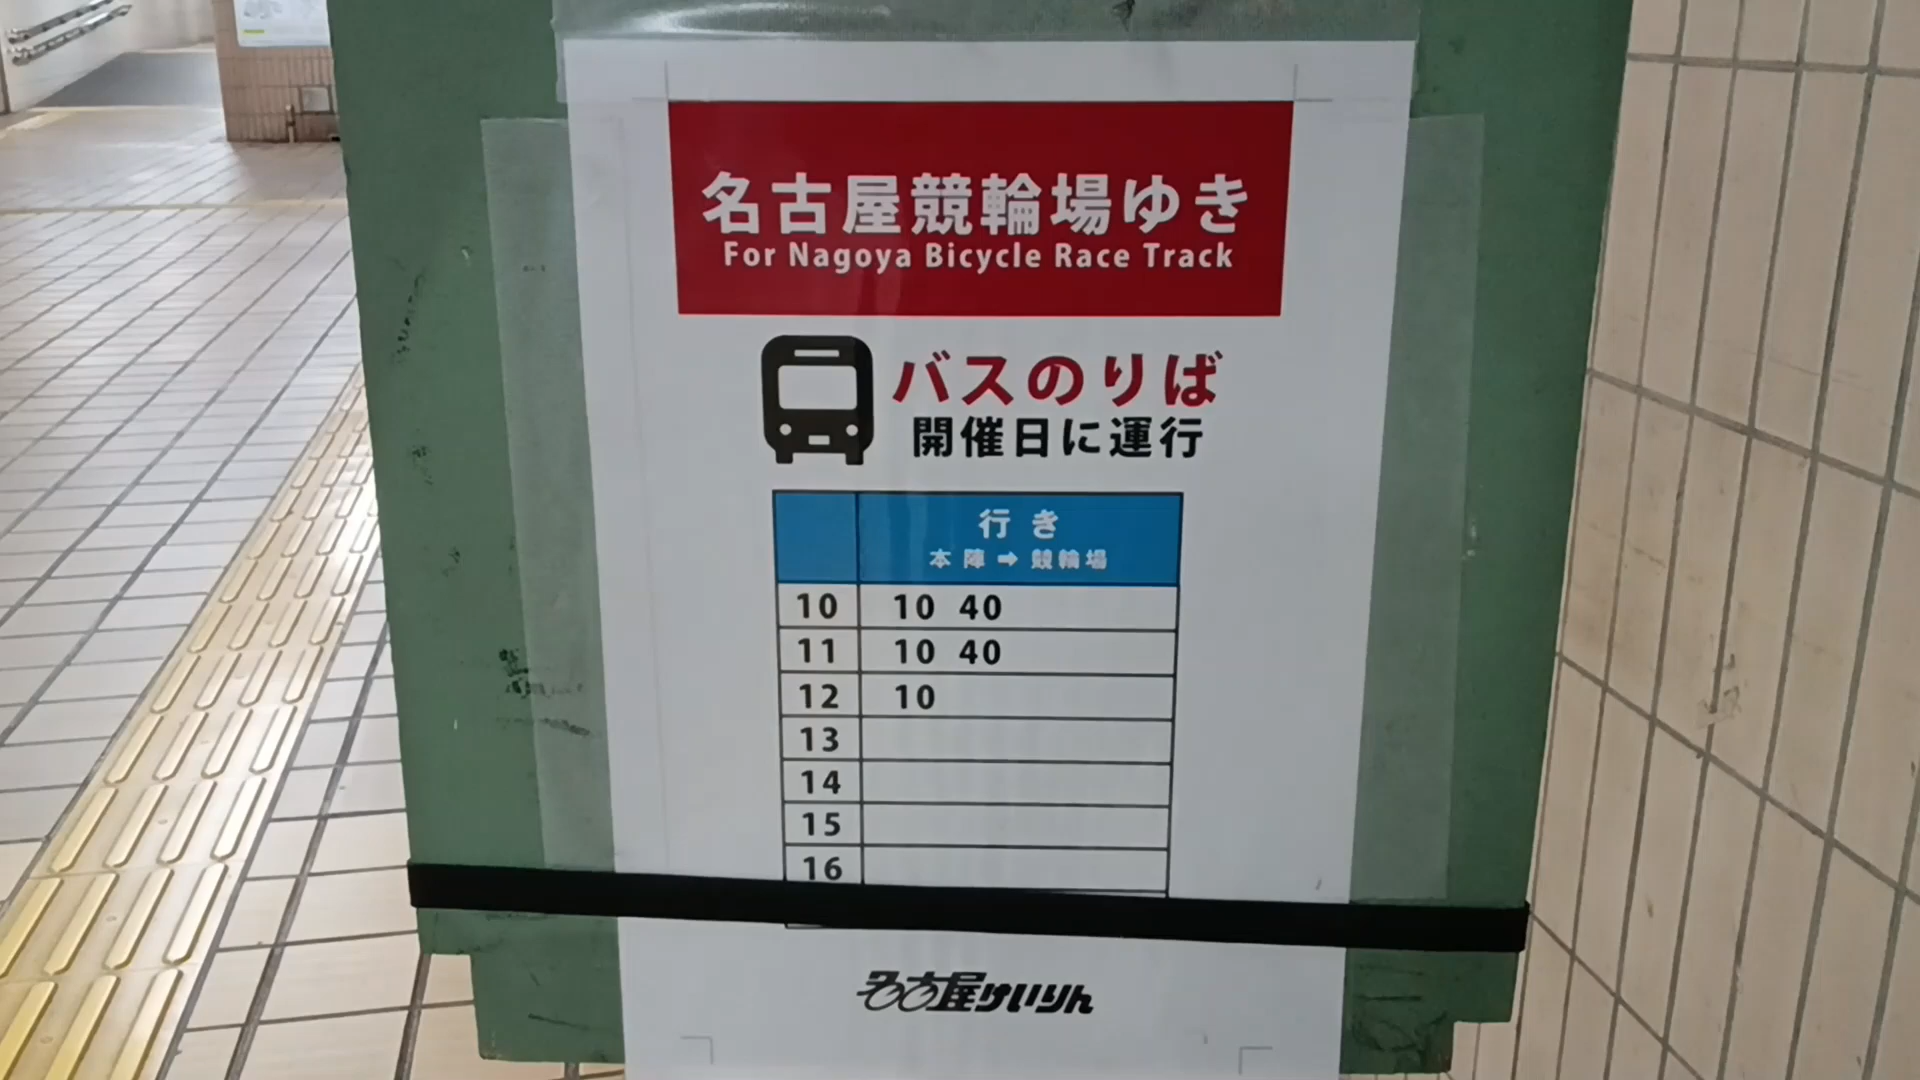 名古屋競輪場ゆき
For Nagoya Bicycle Race Track
バスのりば
開催日に運行
行き
本陣➡競輪場
10 10 40
11 10 40
12 10
13
14
15
16
名古屋けいりん